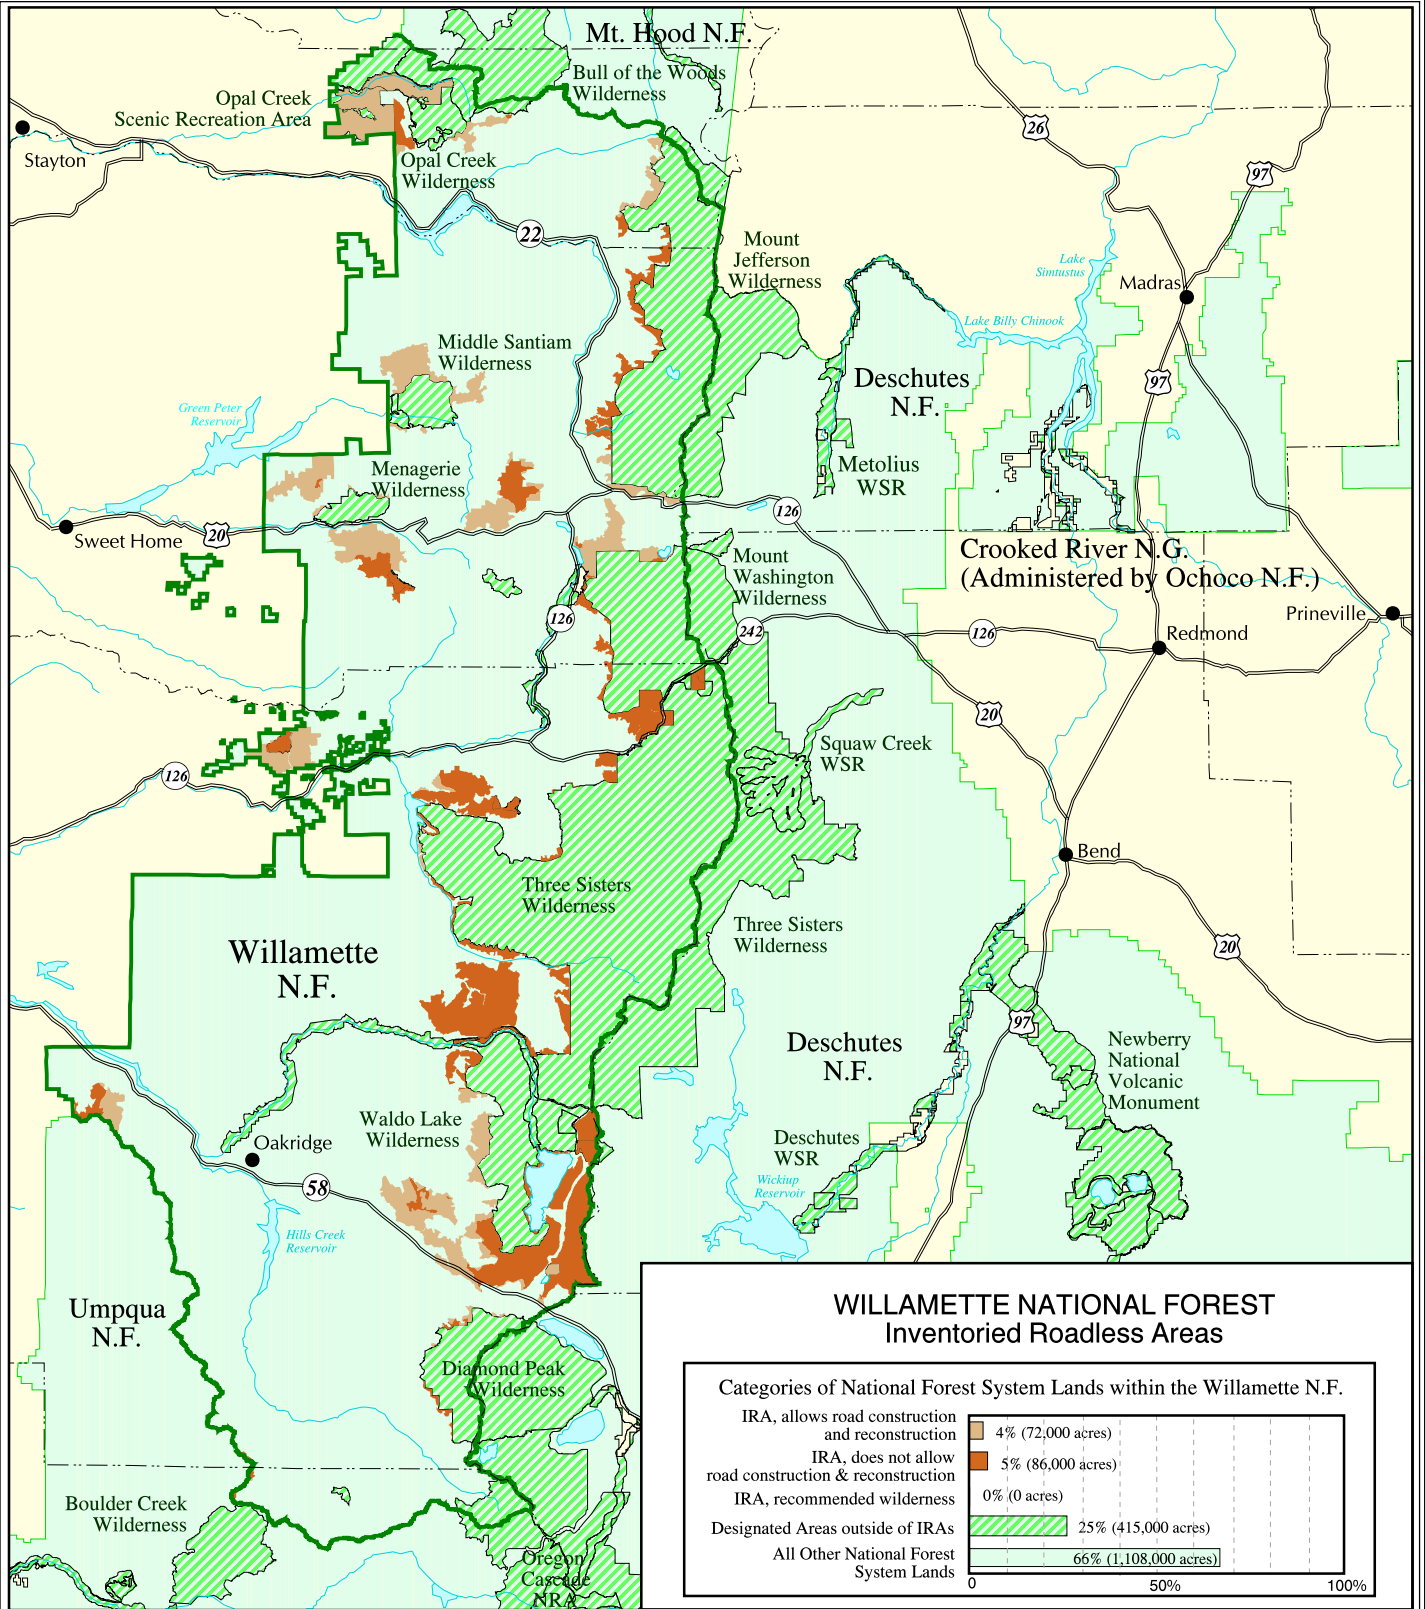 Mt. Hood N.F.
Bull of the Woods
Wilderness
Opal Creek
Scenic Recreation Area
Stayton
Opal Creek
Wilderness
26
97
22
Mount
Jefferson
Wilderness
Lake
Simtustus
Madras
Lake Billy Chinook
Middle Santiam
Wilderness
Deschutes
N.F.
97
Green Peter
Reservoir
Menagerie
Wilderness
Metolius
WSR
126
Sweet Home
20
Mount
Washington
Wilderness
Crooked River N.G.
(Administered by Ochoco N.F.)
126
242
126
Prineville
Redmond
20
Squaw Creek
WSR
126
Bend
Three Sisters
Wilderness
Three Sisters
Wilderness
20
Willamette
N.F.
97
Deschutes
N.F.
Newberry
National
Volcanic
Monument
Waldo Lake
Wilderness
Oakridge
Deschutes
WSR
58
Wickiup
Reservoir
Hills Creek
Reservoir
Umpqua
N.F.
Diamond Peak
Wilderness
Boulder Creek
Wilderness
Oregon
Cascade
NRA
WILLAMETTE NATIONAL FOREST
Inventoried Roadless Areas
Categories of National Forest System Lands within the Willamette N.F.
IRA, allows road construction
and reconstruction
4% (72,000 acres)
IRA, does not allow
road construction & reconstruction
5% (86,000 acres)
IRA, recommended wilderness
0% (0 acres)
Designated Areas outside of IRAs
25% (415,000 acres)
All Other National Forest
System Lands
66% (1,108,000 acres)
0 50% 100%